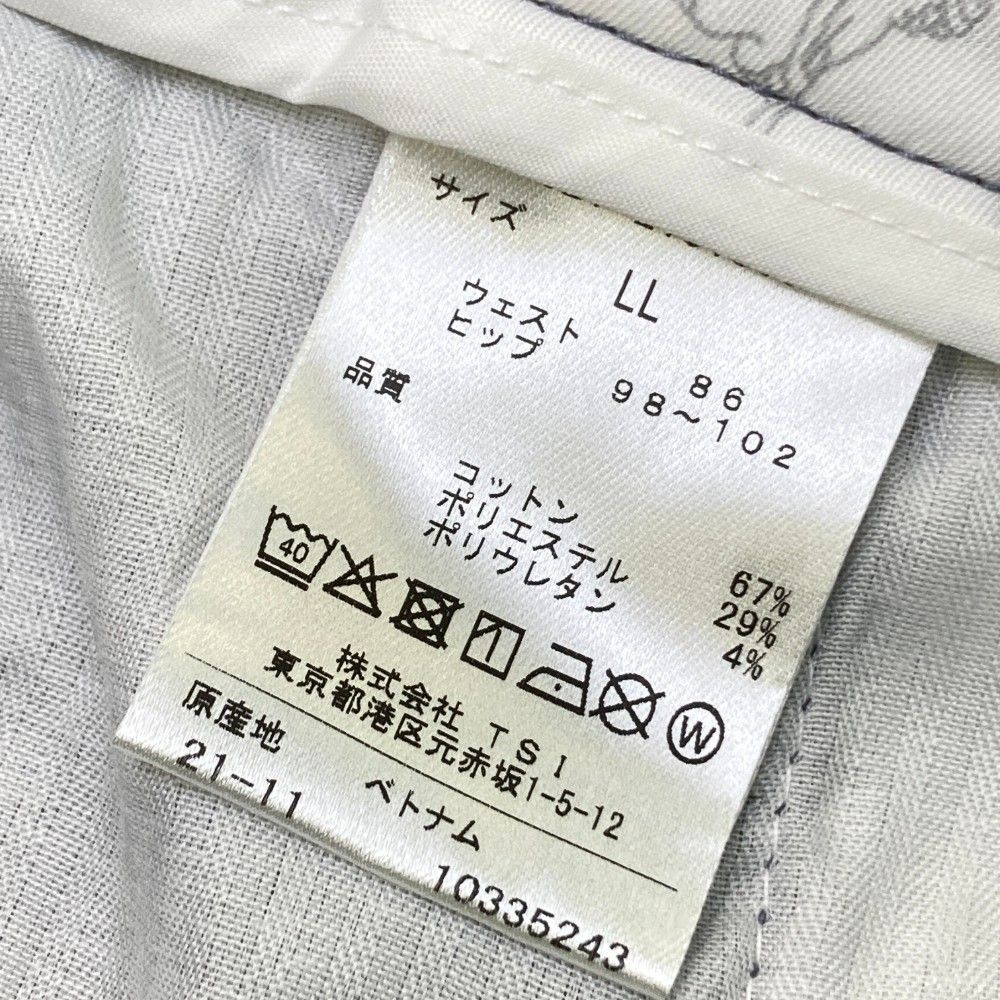 サイズ
LL
ウェスト 86
ヒップ 98~102
品質
コットン 67%
ポリエステル 29%
ポリウレタン 4%
40
W
株式会社 TSI
東京都港区元赤坂1-5-12
原産地 ベトナム
21-11 10335243